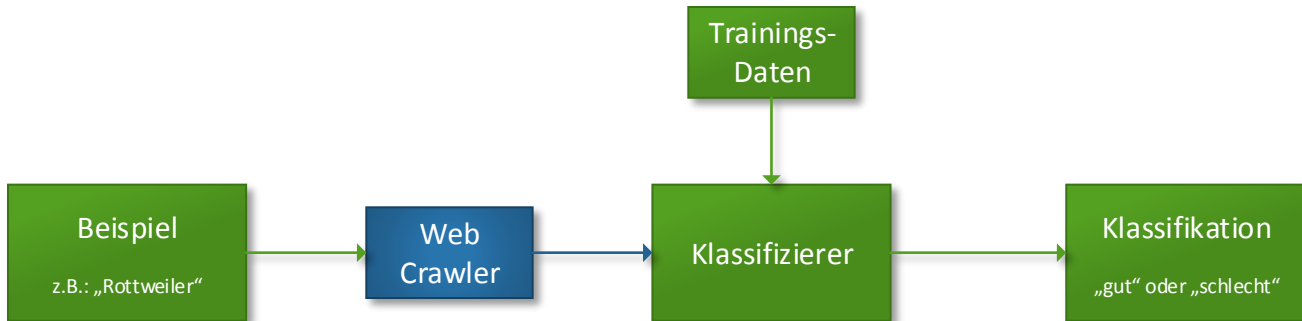 Trainings-
Daten
Beispiel
z.B.: „Rottweiler“
Web
Crawler
Klassifizierer
Klassifikation
„gut“ oder „schlecht“